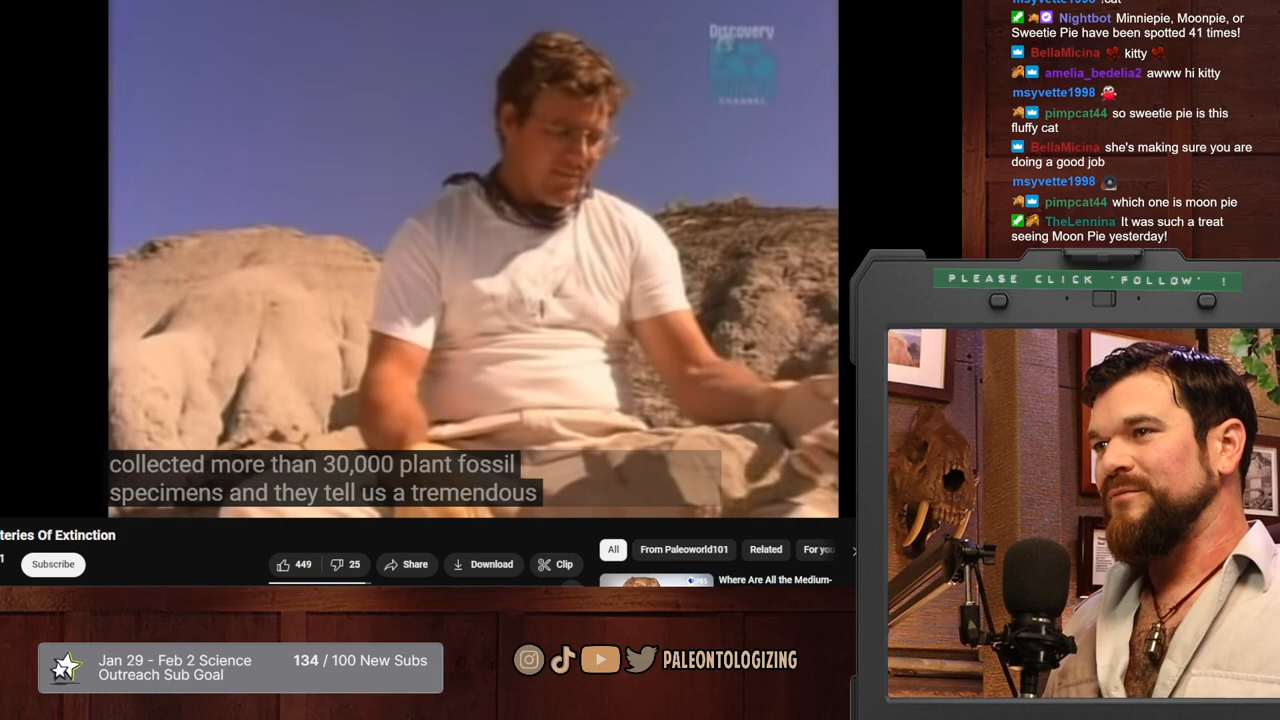 Discovery
CHANNEL
collected more than 30,000 plant fossil
specimens and they tell us a tremendous
teries Of Extinction
1
Subscribe
449
25
Share
Download
Clip
All
From Paleoworld101
Related
For you
Where Are All the Medium-
Jan 29 - Feb 2 Science
Outreach Sub Goal
134 / 100 New Subs
PALEONTOLOGIZING
msyvette1998 !cat
Nightbot Minniepie, Moonpie, or
Sweetie Pie have been spotted 41 times!
BellaMicina kitty
amelia_bedelia2 awww hi kitty
msyvette1998
pimpcat44 so sweetie pie is this
fluffy cat
BellaMicina she's making sure you are
doing a good job
msyvette1998
pimpcat44 which one is moon pie
TheLennina It was such a treat
seeing Moon Pie yesterday!
PLEASE CLICK 'FOLLOW' !